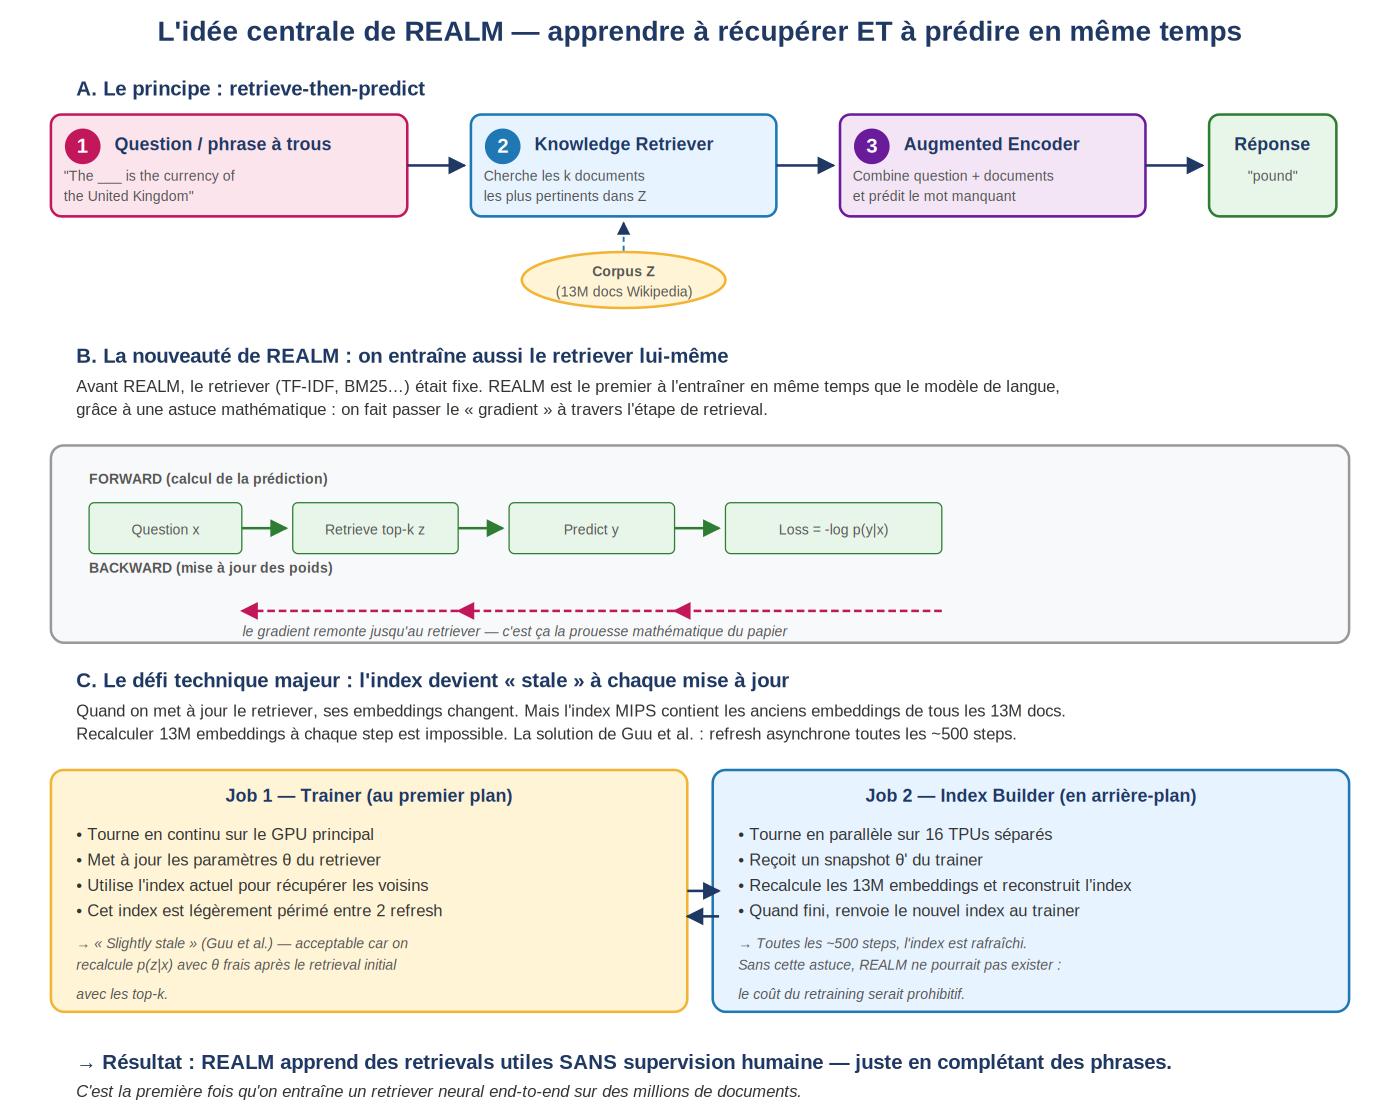 L'idée centrale de REALM — apprendre à récupérer ET à prédire en même temps
A. Le principe : retrieve-then-predict
1
Question / phrase à trous
"The ___ is the currency of
the United Kingdom"
2
Knowledge Retriever
Cherche les k documents
les plus pertinents dans Z
3
Augmented Encoder
Combine question + documents
et prédit le mot manquant
Réponse
"pound"
Corpus Z
(13M docs Wikipedia)
B. La nouveauté de REALM : on entraîne aussi le retriever lui-même
Avant REALM, le retriever (TF-IDF, BM25…) était fixe. REALM est le premier à l'entraîner en même temps que le modèle de langue,
grâce à une astuce mathématique : on fait passer le « gradient » à travers l'étape de retrieval.
FORWARD (calcul de la prédiction)
Question x
Retrieve top-k z
Predict y
Loss = -log p(y|x)
BACKWARD (mise à jour des poids)
le gradient remonte jusqu'au retriever — c'est ça la prouesse mathématique du papier
C. Le défi technique majeur : l'index devient « stale » à chaque mise à jour
Quand on met à jour le retriever, ses embeddings changent. Mais l'index MIPS contient les anciens embeddings de tous les 13M docs.
Recalculer 13M embeddings à chaque step est impossible. La solution de Guu et al. : refresh asynchrone toutes les ~500 steps.
Job 1 — Trainer (au premier plan)
• Tourne en continu sur le GPU principal
• Met à jour les paramètres θ du retriever
• Utilise l'index actuel pour récupérer les voisins
• Cet index est légèrement périmé entre 2 refresh
→ « Slightly stale » (Guu et al.) — acceptable car on
recalcule p(z|x) avec θ frais après le retrieval initial
avec les top-k.
Job 2 — Index Builder (en arrière-plan)
• Tourne en parallèle sur 16 TPUs séparés
• Reçoit un snapshot θ' du trainer
• Recalcule les 13M embeddings et reconstruit l'index
• Quand fini, renvoie le nouvel index au trainer
→ Toutes les ~500 steps, l'index est rafraîchi.
Sans cette astuce, REALM ne pourrait pas exister :
le coût du retraining serait prohibitif.
→ Résultat : REALM apprend des retrievals utiles SANS supervision humaine — juste en complétant des phrases.
C'est la première fois qu'on entraîne un retriever neural end-to-end sur des millions de documents.